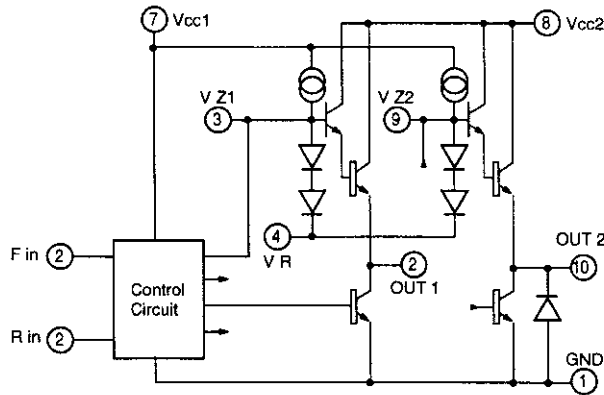 7 Vcc1
8 Vcc2
V Z1
3
V Z2
9
4
V R
F in 2
R in 2
Control
Circuit
2
OUT 1
OUT 2
10
GND
1